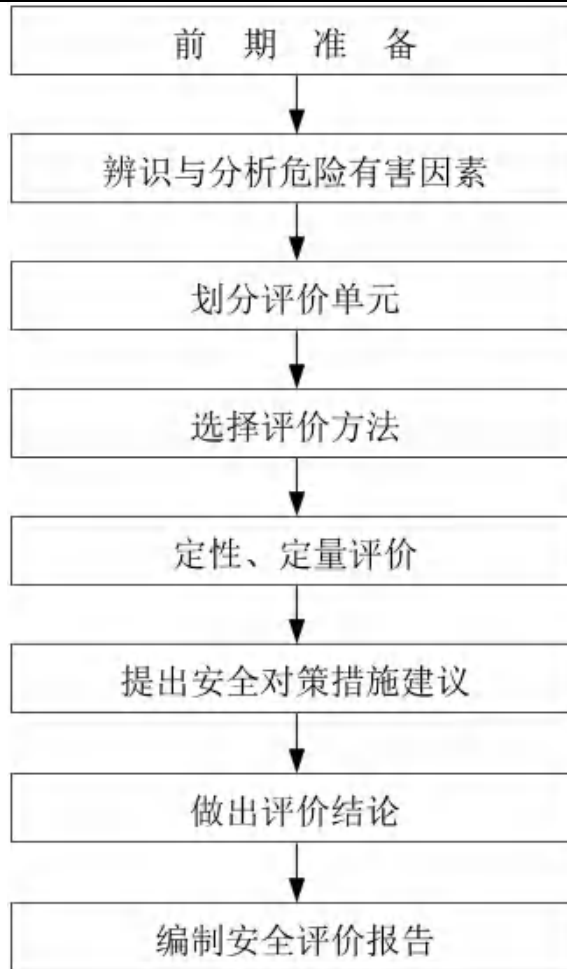 前 期 准 备
辨识与分析危险有害因素
划分评价单元
选择评价方法
定性、定量评价
提出安全对策措施建议
做出评价结论
编制安全评价报告